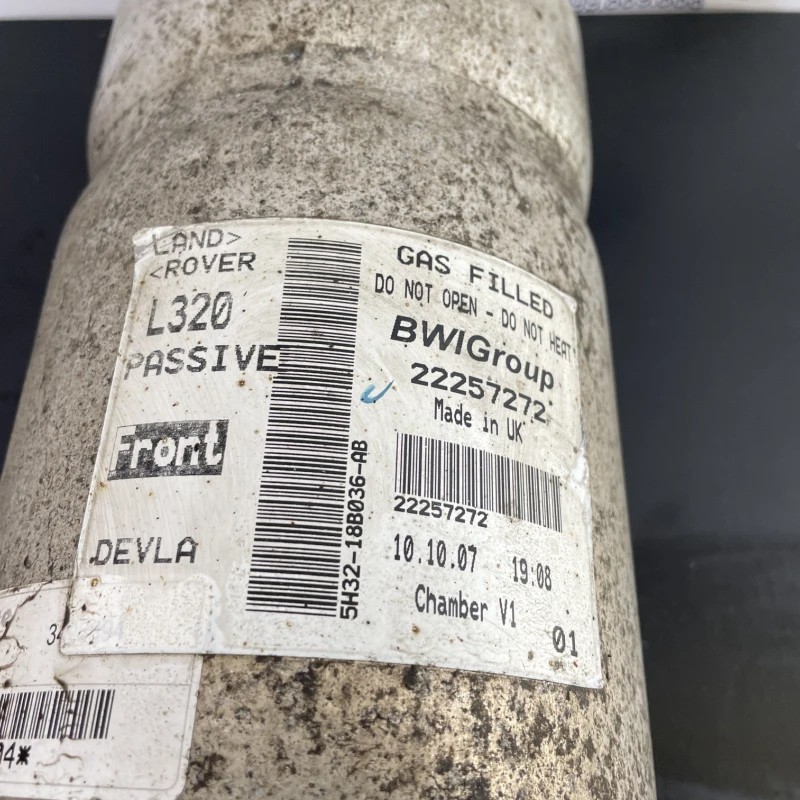 LAND>
<ROVER
L320
PASSIVE
Front
DEVLA
5H32-18B036-AB
GAS FILLED
DO NOT OPEN - DO NOT HEAT
BWIGroup
22257272
Made in UK
22257272
10.10.07 19:08
Chamber V1
01
04*